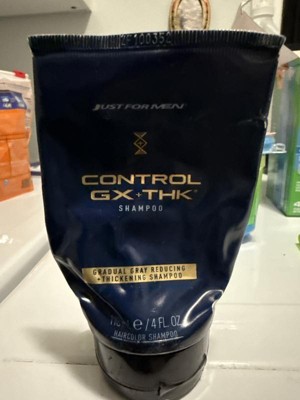 JUST FOR MEN
CONTROL
GX+THK
SHAMPOO
GRADUAL GRAY REDUCING
+THICKENING SHAMPOO
e/4 FL.OZ
HAIRCOLOR SHAMPOO